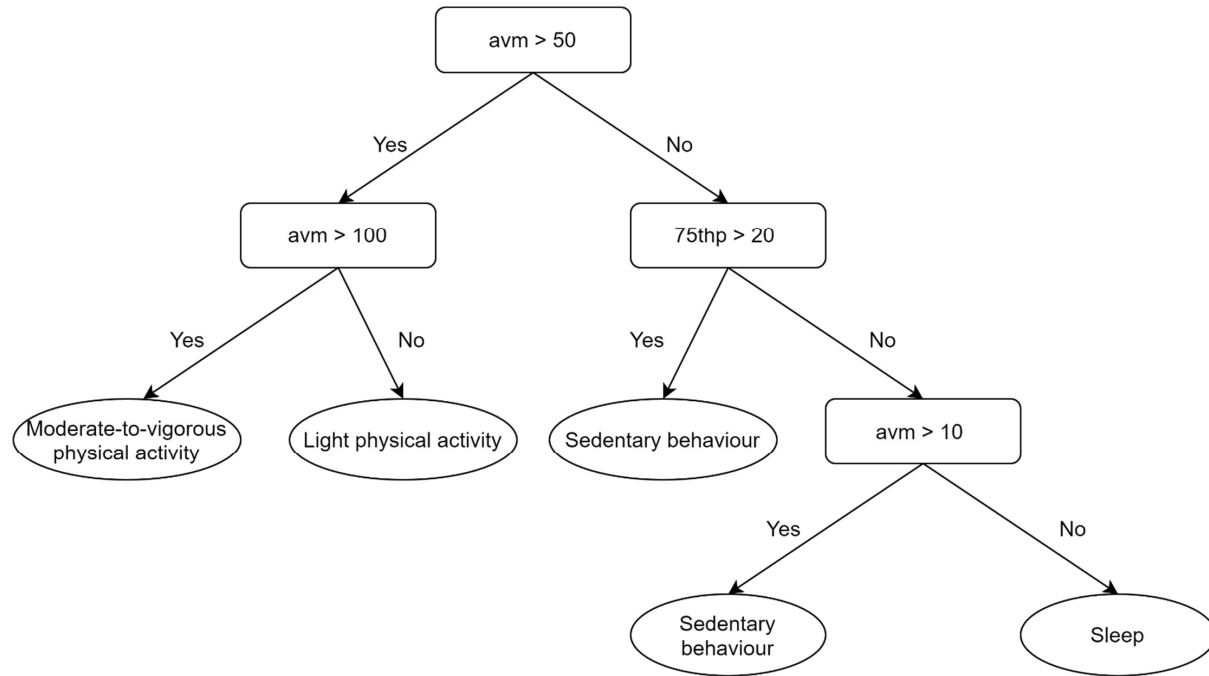 avm > 50
Yes
No
avm > 100
75thp > 20
Yes
No
Yes
No
Moderate-to-vigorous
physical activity
Light physical activity
Sedentary behaviour
avm > 10
Yes
No
Sedentary
behaviour
Sleep